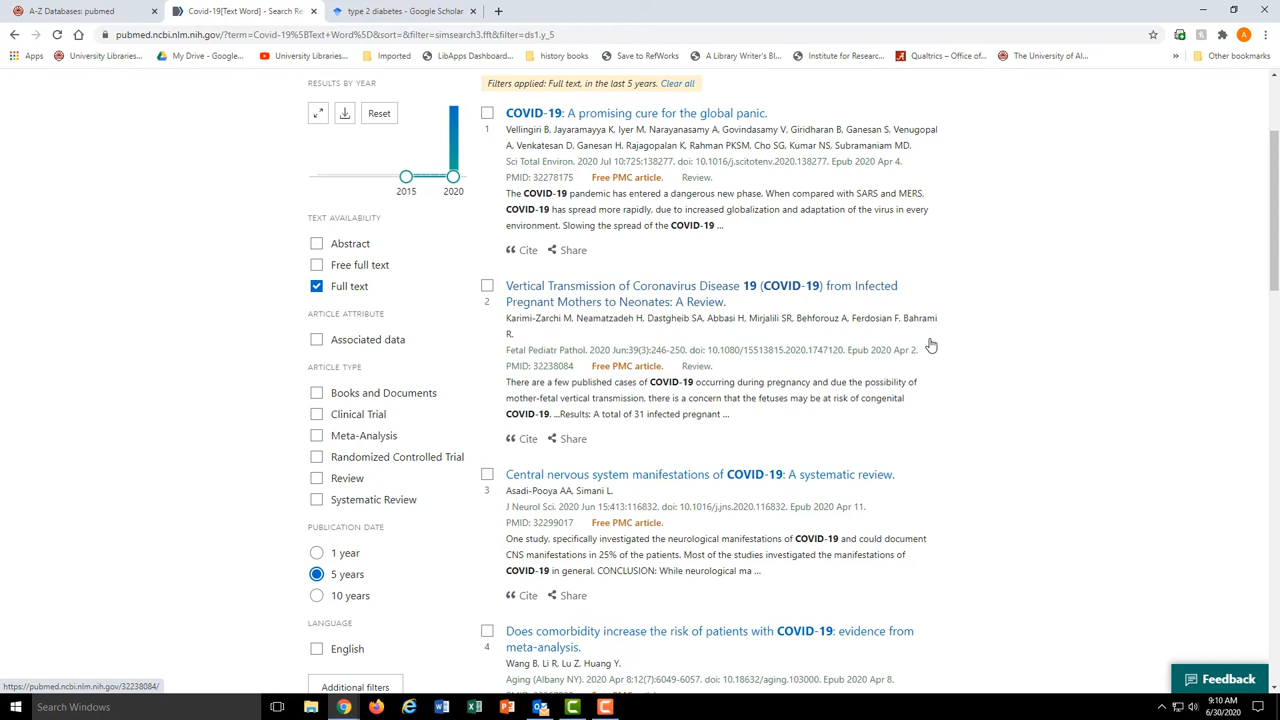 A-Z Databases: pubmed
Covid-19[Text Word] - Search Re
type 2 diabetes - Google Scholar
pubmed.ncbi.nlm.nih.gov/?term=Covid-19%5BText+Word%5D&sort=&filter=simsearch3.fft&filter=ds1.y_5
A
Apps
University Libraries...
My Drive - Google...
University Libraries...
Imported
LibApps Dashboard...
history books
Save to RefWorks
A Library Writer's Bl...
Institute for Researc...
Qualtrics – Office of...
The University of Al...
»
Other bookmarks
RESULTS BY YEAR
Reset
2015
2020
TEXT AVAILABILITY
Abstract
Free full text
Full text
ARTICLE ATTRIBUTE
Associated data
ARTICLE TYPE
Books and Documents
Clinical Trial
Meta-Analysis
Randomized Controlled Trial
Review
Systematic Review
PUBLICATION DATE
1 year
5 years
10 years
LANGUAGE
English
Additional filters
Filters applied: Full text, in the last 5 years. Clear all
COVID-19: A promising cure for the global panic.
1
Vellingiri B, Jayaramayya K, Iyer M, Narayanasamy A, Govindasamy V, Giridharan B, Ganesan S, Venugopal
A, Venkatesan D, Ganesan H, Rajagopalan K, Rahman PKSM, Cho SG, Kumar NS, Subramaniam MD.
Sci Total Environ. 2020 Jul 10;725:138277. doi: 10.1016/j.scitotenv.2020.138277. Epub 2020 Apr 4.
PMID: 32278175 Free PMC article. Review.
The COVID-19 pandemic has entered a dangerous new phase. When compared with SARS and MERS,
COVID-19 has spread more rapidly, due to increased globalization and adaptation of the virus in every
environment. Slowing the spread of the COVID-19 ...
Cite Share
Vertical Transmission of Coronavirus Disease 19 (COVID-19) from Infected
Pregnant Mothers to Neonates: A Review.
2
Karimi-Zarchi M, Neamatzadeh H, Dastgheib SA, Abbasi H, Mirjalili SR, Behforouz A, Ferdosian F, Bahrami
R.
Fetal Pediatr Pathol. 2020 Jun;39(3):246-250. doi: 10.1080/15513815.2020.1747120. Epub 2020 Apr 2.
PMID: 32238084 Free PMC article. Review.
There are a few published cases of COVID-19 occurring during pregnancy and due the possibility of
mother-fetal vertical transmission, there is a concern that the fetuses may be at risk of congenital
COVID-19. ...Results: A total of 31 infected pregnant ...
Cite Share
Central nervous system manifestations of COVID-19: A systematic review.
3
Asadi-Pooya AA, Simani L.
J Neurol Sci. 2020 Jun 15;413:116832. doi: 10.1016/j.jns.2020.116832. Epub 2020 Apr 11.
PMID: 32299017 Free PMC article.
One study, specifically investigated the neurological manifestations of COVID-19 and could document
CNS manifestations in 25% of the patients. Most of the studies investigated the manifestations of
COVID-19 in general. CONCLUSION: While neurological ma ...
Cite Share
Does comorbidity increase the risk of patients with COVID-19: evidence from
meta-analysis.
4
Wang B, Li R, Lu Z, Huang Y.
Aging (Albany NY). 2020 Apr 8;12(7):6049-6057. doi: 10.18632/aging.103000. Epub 2020 Apr 8.
Feedback
https://pubmed.ncbi.nlm.nih.gov/32238084/
Search Windows
9:10 AM
6/30/2020